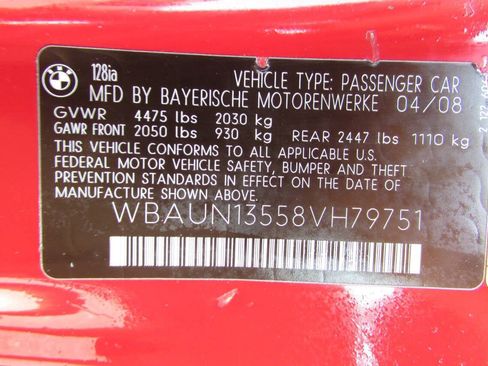 128ia
VEHICLE TYPE: PASSENGER CAR
MFD BY BAYERISCHE MOTORENWERKE 04/08
GVWR 4475 lbs 2030 kg
GAWR FRONT 2050 lbs 930 kg REAR 2447 lbs 1110 kg
THIS VEHICLE CONFORMS TO ALL APPLICABLE U.S.
FEDERAL MOTOR VEHICLE SAFETY, BUMPER AND THEFT
PREVENTION STANDARDS IN EFFECT ON THE DATE
OF MANUFACTURE SHOWN ABOVE.
WBAUN13558VH79751